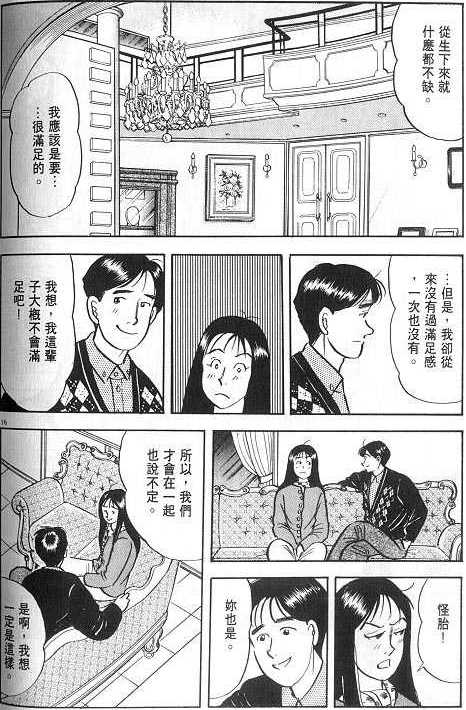 從生下來就
什麼都不缺。
我應該是要…
…很滿足的。
…但是，我卻從
來沒有過滿足感
，一次也沒有。
我想，我這輩
子大概不會滿
足吧！
16
怪胎！
妳也是。
所以，我們
才會在一起
也說不定。
是啊，我想
一定是這樣。